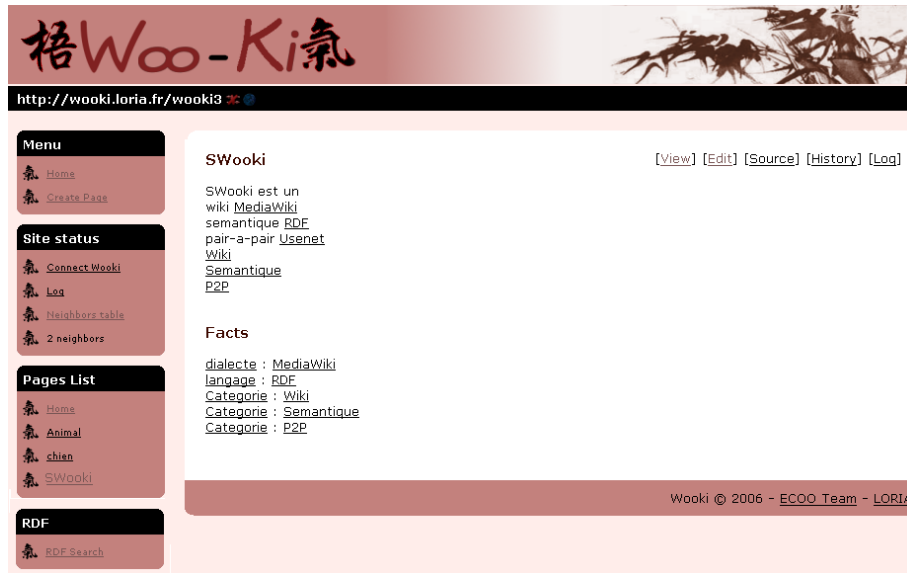 梧Woo-Ki氣
http://wooki.loria.fr/wooki3
Menu
Home
Create Page
Site status
Connect Wooki
Log
Neighbors table
2 neighbors
Pages List
Home
Animal
chien
SWooki
RDF
RDF Search
SWooki
[View] [Edit] [Source] [History] [Log]
SWooki est un
wiki MediaWiki
semantique RDF
pair-a-pair Usenet
Wiki
Semantique
P2P
Facts
dialecte : MediaWiki
langage : RDF
Categorie : Wiki
Categorie : Semantique
Categorie : P2P
Wooki © 2006 - ECOO Team - LORIA